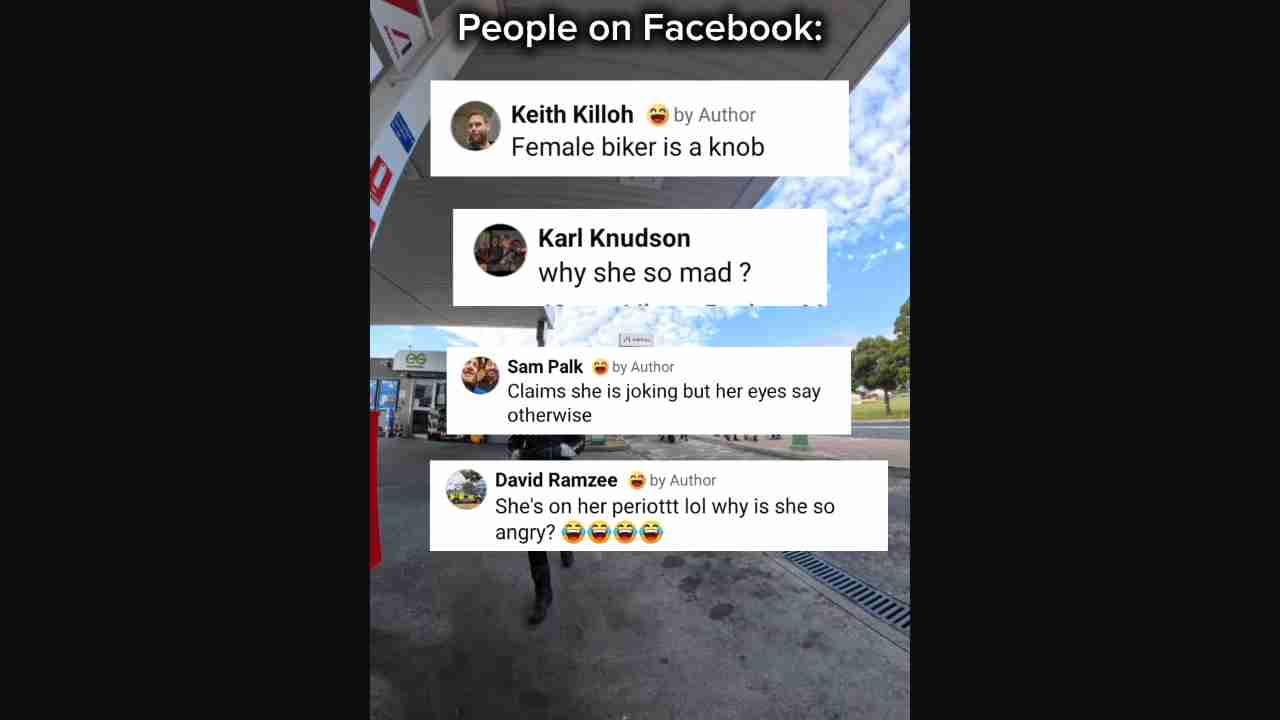 People on Facebook:
Keith Killoh 😆 by Author
Female biker is a knob
Karl Knudson
why she so mad ?
Sam Palk 😆 by Author
Claims she is joking but her eyes say
otherwise
David Ramzee 😆 by Author
She's on her periottt lol why is she so
angry? 😂😂😂😂